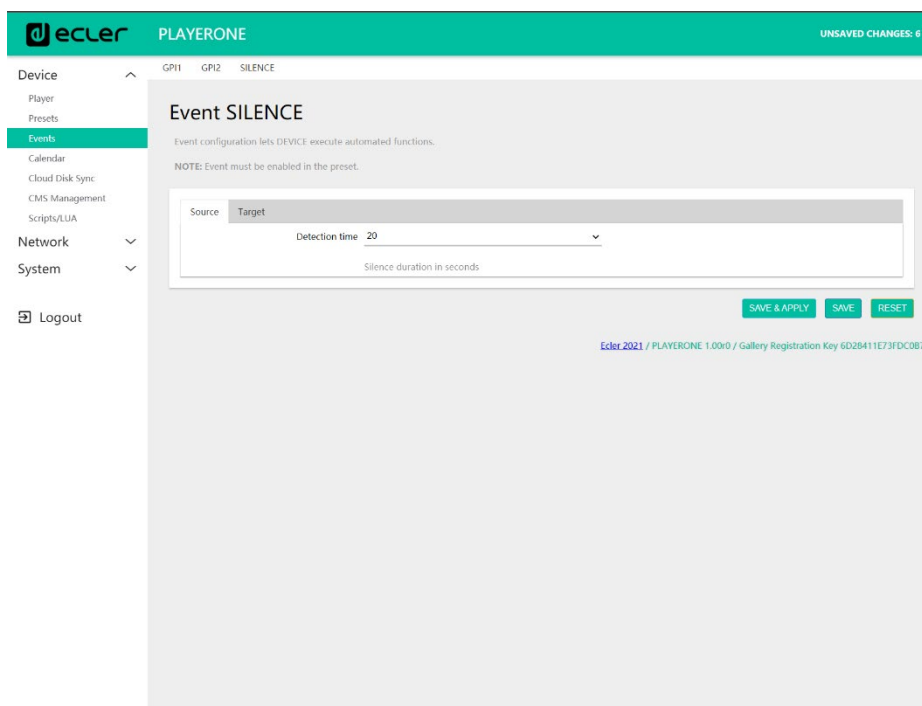 ecler
PLAYERONE
UNSAVED CHANGES: 6
Device
Player
Presets
Events
Calendar
Cloud Disk Sync
CMS Management
Scripts/LUA
Network
System
Logout
GPI1 GPI2 SILENCE
Event SILENCE
Event configuration lets DEVICE execute automated functions.
NOTE: Event must be enabled in the preset.
Source Target
Detection time 20
Silence duration in seconds
SAVE & APPLY SAVE RESET
Ecler 2021 / PLAYERONE 1.00r0 / Gallery Registration Key 6D28411E73FDC0B7